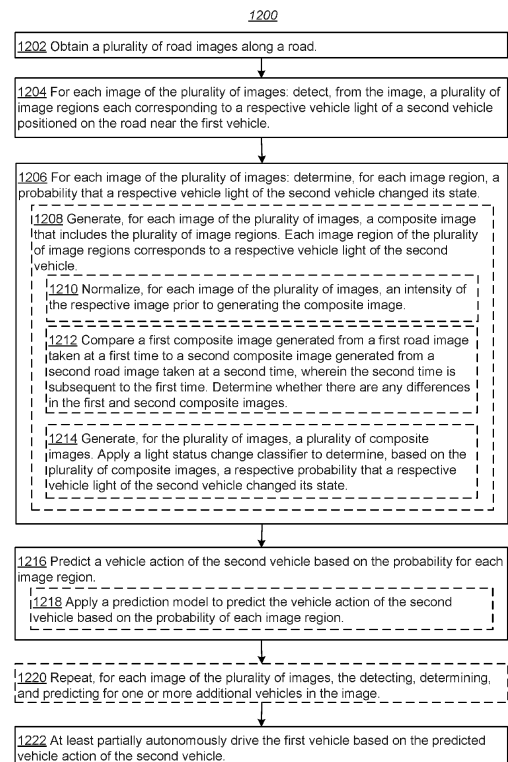 1200
1202 Obtain a plurality of road images along a road.
1204 For each image of the plurality of images: detect, from the image, a plurality of
image regions each corresponding to a respective vehicle light of a second vehicle
positioned on the road near the first vehicle.
1206 For each image of the plurality of images: determine, for each image region, a
probability that a respective vehicle light of the second vehicle changed its state.
1208 Generate, for each image of the plurality of images, a composite image
that includes the plurality of image regions. Each image region of the plurality
of image regions corresponds to a respective vehicle light of the second
vehicle.
1210 Normalize, for each image of the plurality of images, an intensity
of the respective image prior to generating the composite image.
1212 Compare a first composite image generated from a first road image
taken at a first time to a second composite image generated from a
second road image taken at a second time, wherein the second time is
subsequent to the first time. Determine whether there are any differences
in the first and second composite images.
1214 Generate, for the plurality of images, a plurality of composite
images. Apply a light status change classifier to determine, based on the
plurality of composite images, a respective probability that a respective
vehicle light of the second vehicle changed its state.
1216 Predict a vehicle action of the second vehicle based on the probability for each
image region.
1218 Apply a prediction model to predict the vehicle action of the second
vehicle based on the probability of each image region.
1220 Repeat, for each image of the plurality of images, the detecting, determining,
and predicting for one or more additional vehicles in the image.
1222 At least partially autonomously drive the first vehicle based on the predicted
vehicle action of the second vehicle.